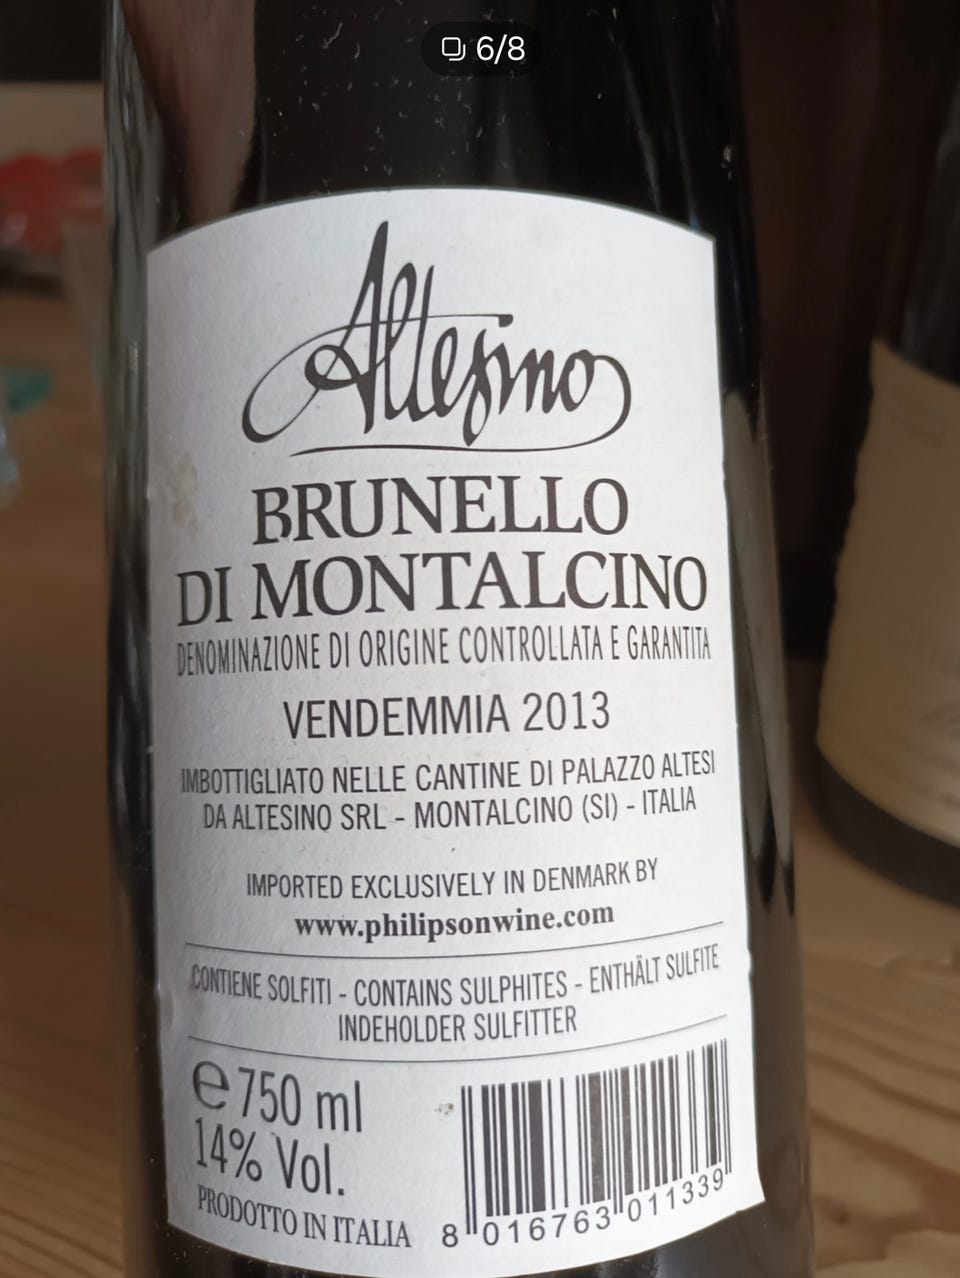 6/8
Altesino
BRUNELLO
DI MONTALCINO
DENOMINAZIONE DI ORIGINE CONTROLLATA E GARANTITA
VENDEMMIA 2013
IMBOTTIGLIATO NELLE CANTINE DI PALAZZO ALTESI
DA ALTESINO SRL - MONTALCINO (SI) - ITALIA
IMPORTED EXCLUSIVELY IN DENMARK BY
www.philipsonwine.com
CONTIENE SOLFITI - CONTAINS SULPHITES - ENTHÄLT SULFITE
INDEHOLDER SULFITTER
℮ 750 ml
14% Vol.
PRODOTTO IN ITALIA
8 016763 011339